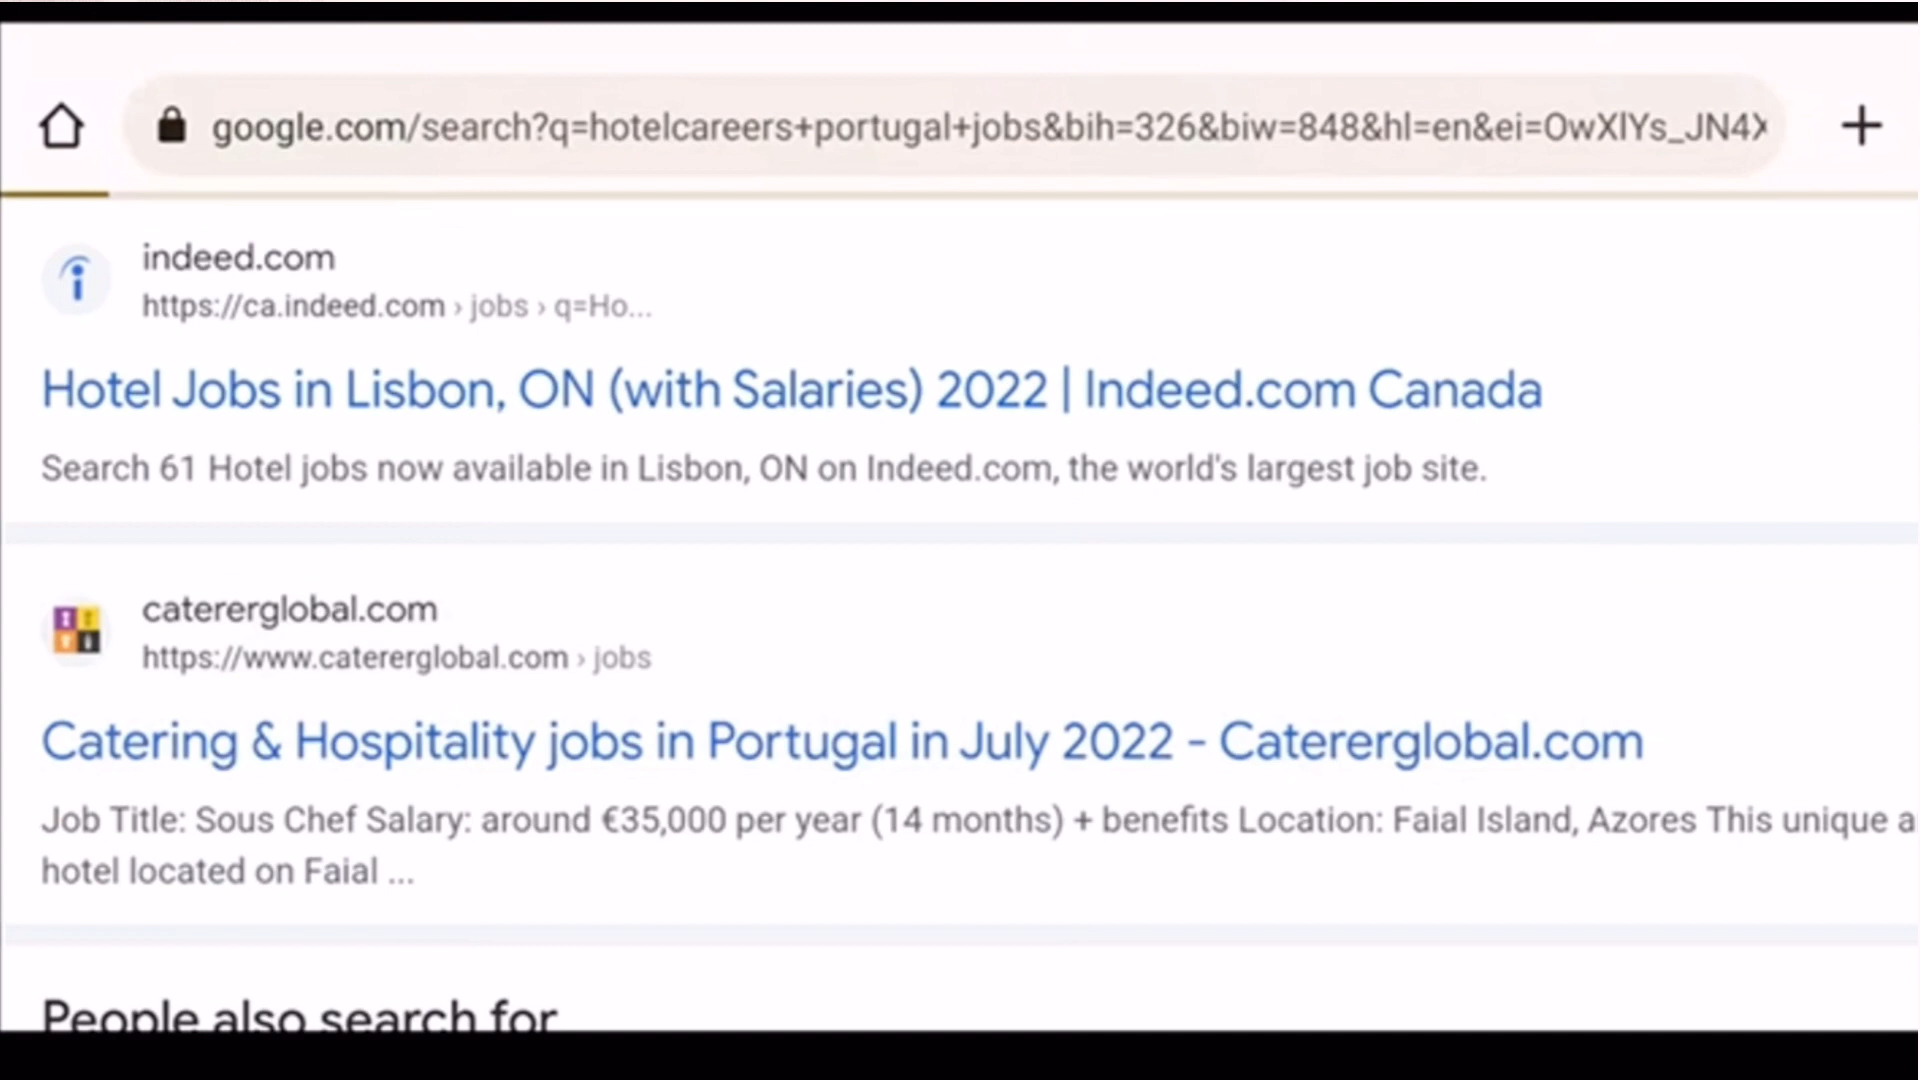 google.com/search?q=hotelcareers+portugal+jobs&bih=326&biw=848&hl=en&ei=OwXlYs_JN4X
indeed.com
https://ca.indeed.com › jobs › q=Ho...
Hotel Jobs in Lisbon, ON (with Salaries) 2022 | Indeed.com Canada
Search 61 Hotel jobs now available in Lisbon, ON on Indeed.com, the world's largest job site.
catererglobal.com
https://www.catererglobal.com › jobs
Catering & Hospitality jobs in Portugal in July 2022 - Catererglobal.com
Job Title: Sous Chef Salary: around €35,000 per year (14 months) + benefits Location: Faial Island, Azores This unique a
hotel located on Faial ...
People also search for